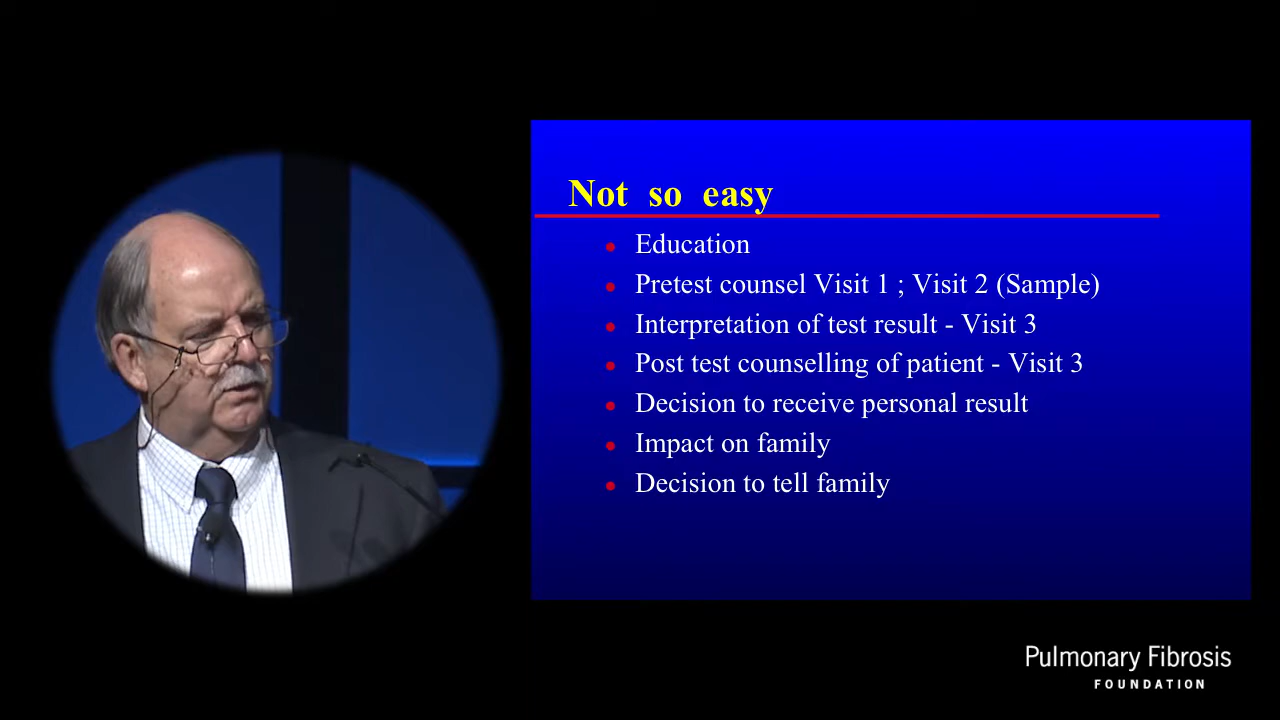 Not so easy
Education
Pretest counsel Visit 1 ; Visit 2 (Sample)
Interpretation of test result - Visit 3
Post test counselling of patient - Visit 3
Decision to receive personal result
Impact on family
Decision to tell family
Pulmonary Fibrosis
FOUNDATION